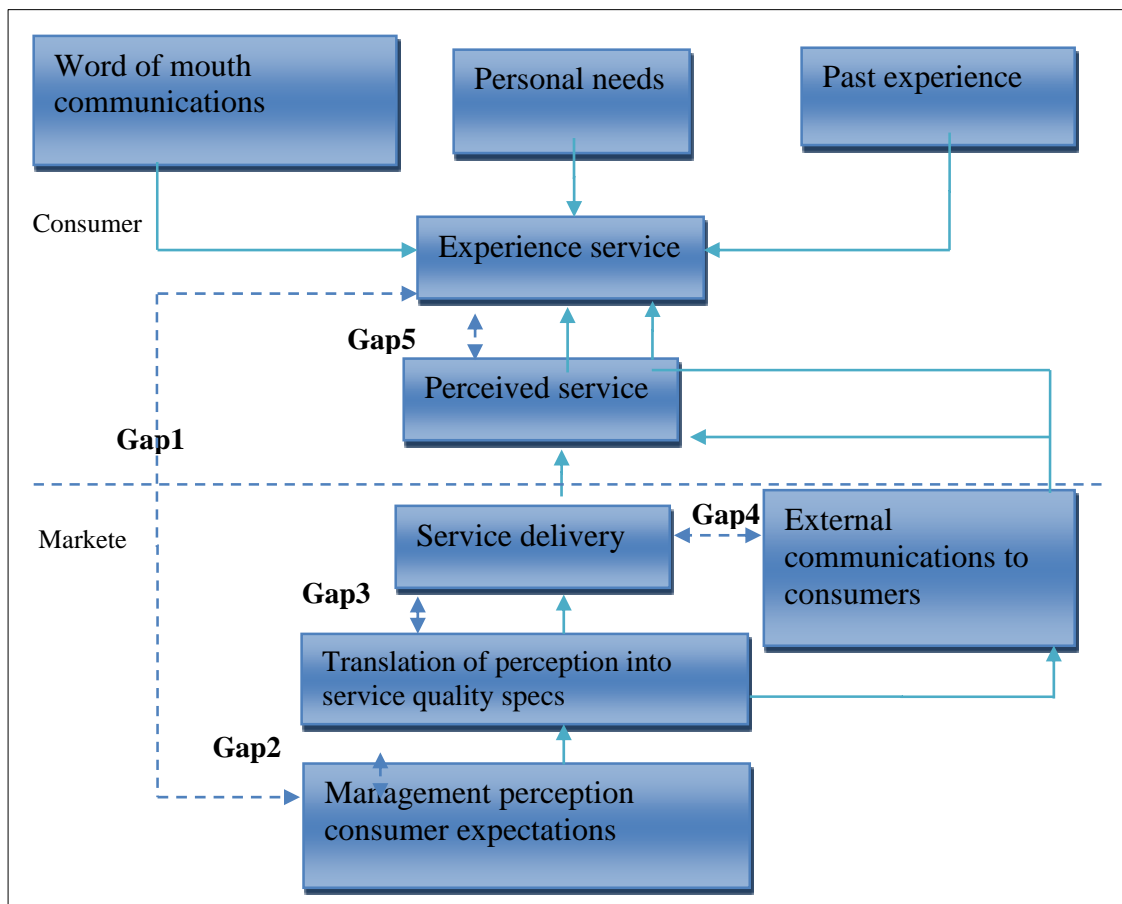 Word of mouth
communications
Personal needs
Past experience
Consumer
Experience service
Gap5
Perceived service
Gap1
Markete
Service delivery
Gap4
External
communications to
consumers
Gap3
Translation of perception into
service quality specs
Gap2
Management perception
consumer expectations